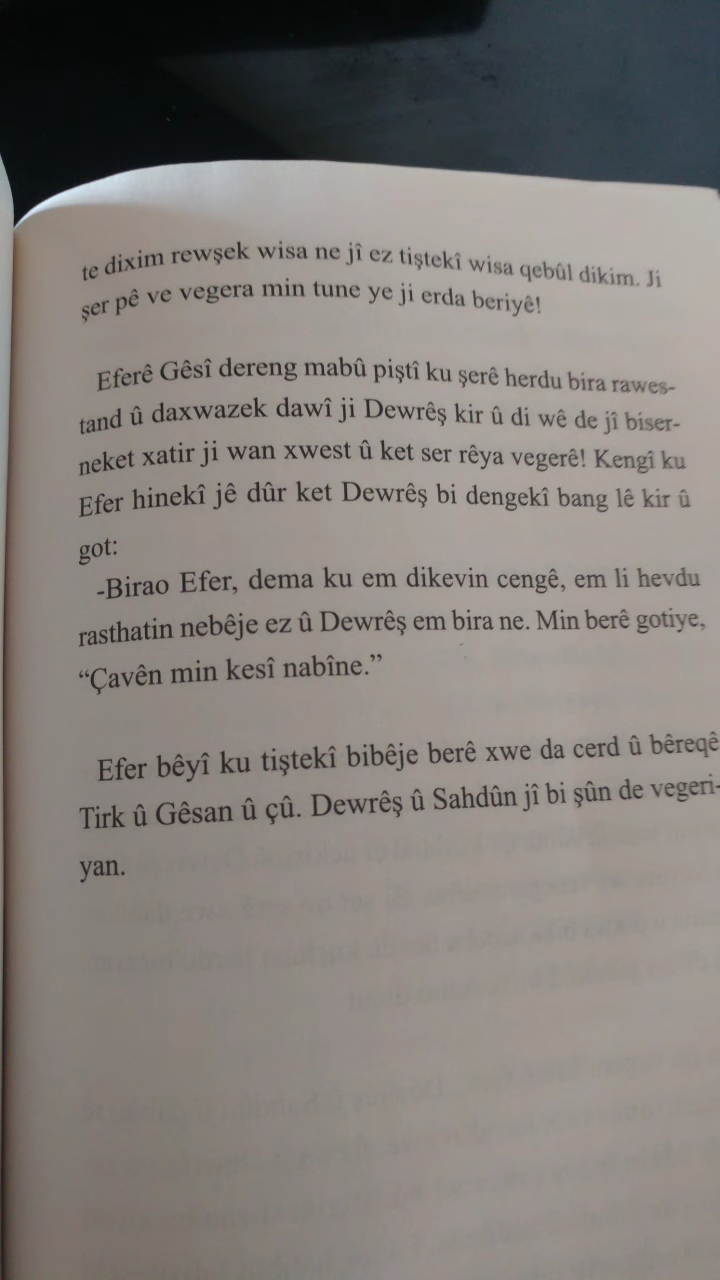 te dixim rewşek wisa ne jî ez tiştekî wisa qebûl dikim. Ji
şer pê ve vegera min tune ye ji erda beriyê!
Eferê Gêsî dereng mabû piştî ku şerê herdu bira rawes-
tand û daxwazek dawî ji Dewrêş kir û di wê de jî biser-
neket xatir ji wan xwest û ket ser rêya vegerê! Kengî ku
Efer hinekî jê dûr ket Dewrêş bi dengekî bang lê kir û
got:
-Birao Efer, dema ku em dikevin cengê, em li hevdu
rasthatin nebêje ez û Dewrêş em bira ne. Min berê gotiye,
“Çavên min kesî nabîne.”
Efer bêyî ku tiştekî bibêje berê xwe da cerd û bêreqê
Tirk û Gêsan û çû. Dewrêş û Sahdûn jî bi şûn de vegeri-
yan.